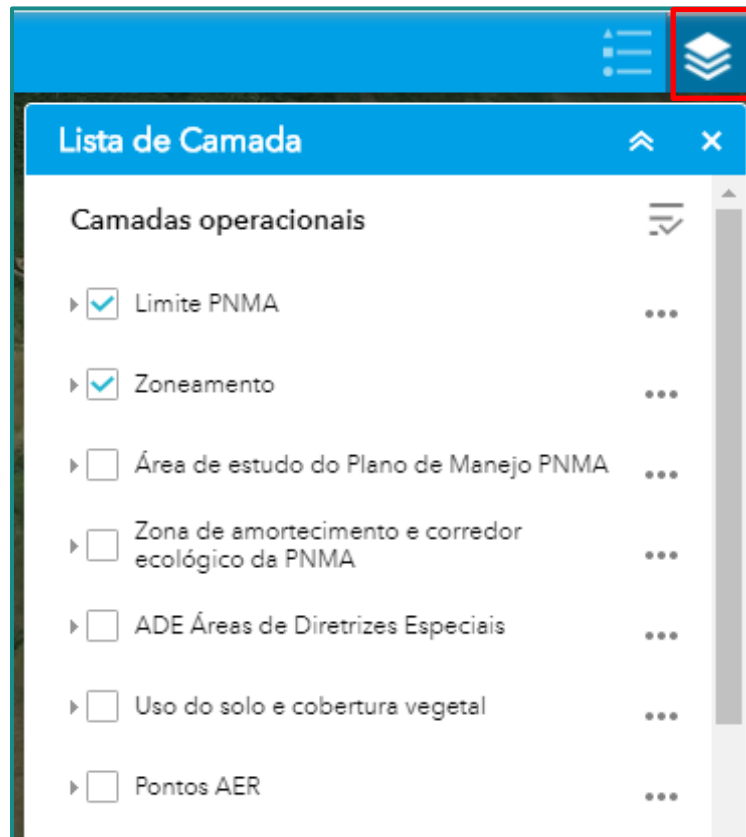 Lista de Camada
Camadas operacionais
Limite PNMA
Zoneamento
Área de estudo do Plano de Manejo PNMA
Zona de amortecimento e corredor
ecológico da PNMA
ADE Áreas de Diretrizes Especiais
Uso do solo e cobertura vegetal
Pontos AER